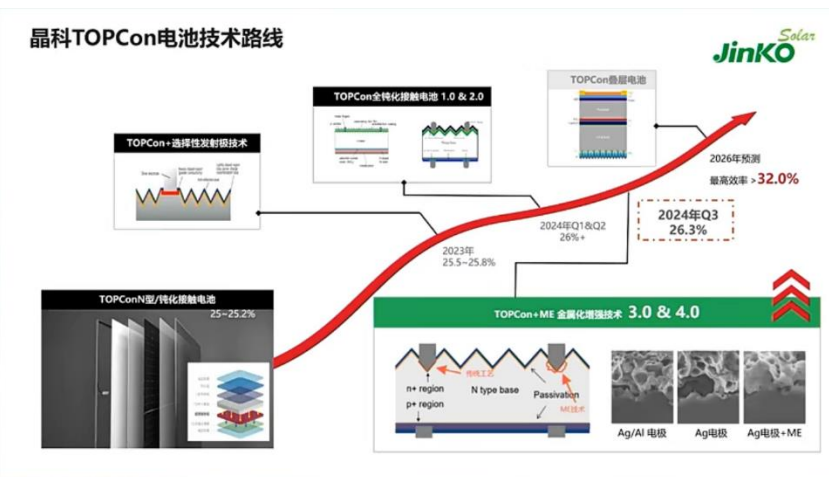 晶科TOPCon电池技术路线
Solar
JinKO
TOPCon叠层电池
TOPCon全钝化接触电池 1.0 & 2.0
TOPCon+选择性发射极技术
2026年预测
最高效率 >32.0%
2024年Q3
26.3%
2024年Q1&Q2
26%+
2023年
25.5~25.8%
TOPConN型/钝化接触电池
25~25.2%
TOPCon+ME 金属化增强技术 3.0 & 4.0
传统工艺
n+ region
N type base
p+ region
Passivation
ME技术
Ag/Al 电极
Ag电极
Ag电极+ME